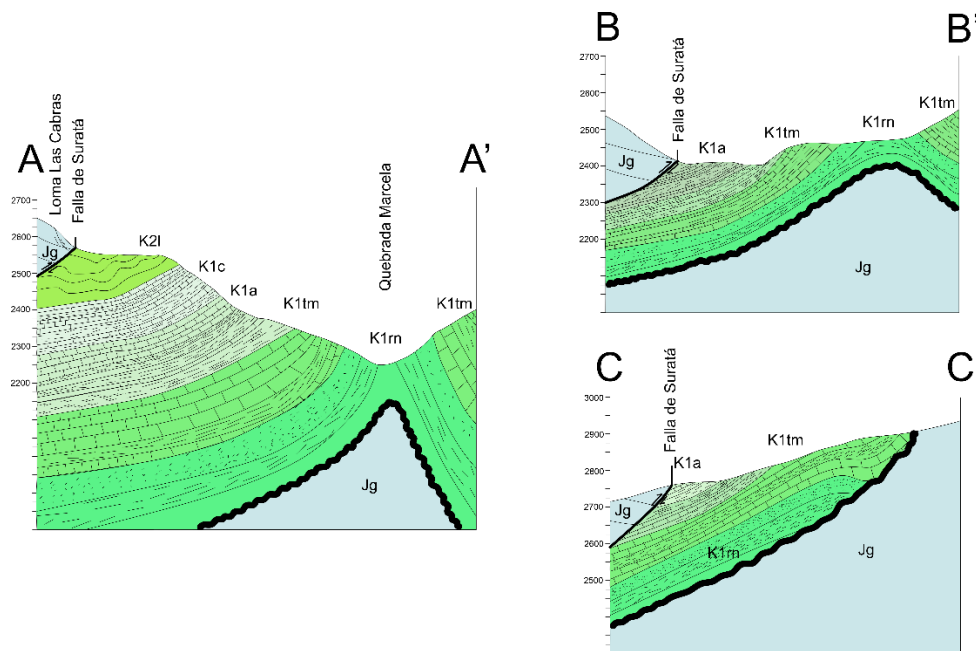 A
A'
Loma Las Cabras
Falla de Suratá
Quebrada Marcela
2700
2600
2500
2400
2300
2200
Jg
K2l
K1c
K1a
K1tm
K1rn
K1tm
Jg
B
B'
Falla de Suratá
2700
2600
2500
2400
2300
2200
Jg
K1a
K1tm
K1rn
K1tm
Jg
C
C
Falla de Suratá
3000
2900
2800
2700
2600
2500
Jg
K1a
K1tm
K1rn
Jg